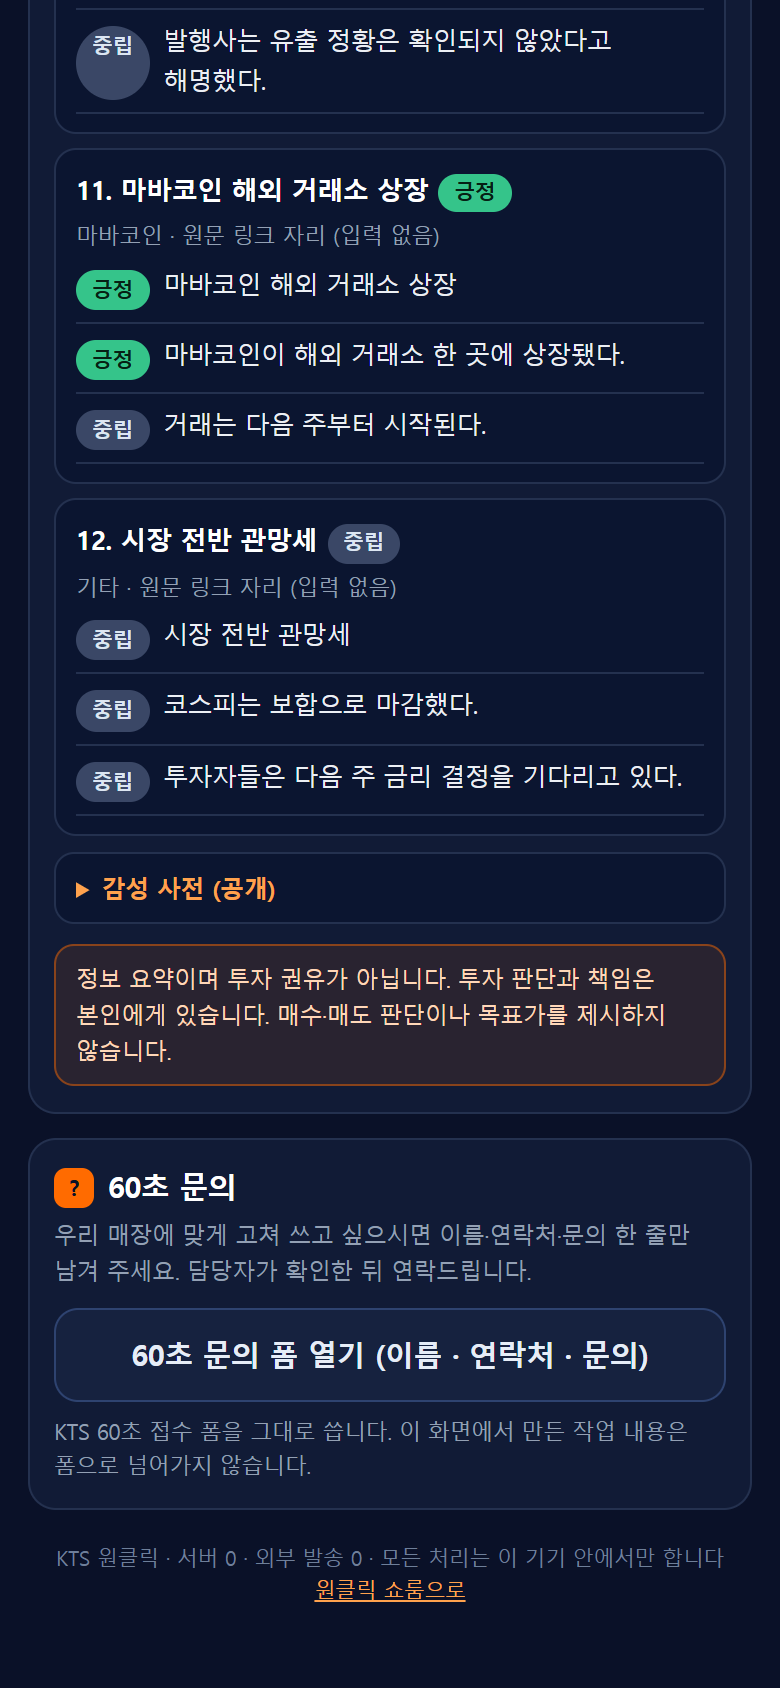 중립 발행사는 유출 정황은 확인되지 않았다고
해명했다.
11. 마바코인 해외 거래소 상장 긍정
마바코인 · 원문 링크 자리 (입력 없음)
긍정 마바코인 해외 거래소 상장
긍정 마바코인이 해외 거래소 한 곳에 상장됐다.
중립 거래는 다음 주부터 시작된다.
12. 시장 전반 관망세 중립
기타 · 원문 링크 자리 (입력 없음)
중립 시장 전반 관망세
중립 코스피는 보합으로 마감했다.
중립 투자자들은 다음 주 금리 결정을 기다리고 있다.
▶ 감성 사전 (공개)
정보 요약이며 투자 권유가 아닙니다. 투자 판단과 책임은
본인에게 있습니다. 매수·매도 판단이나 목표가를 제시하지
않습니다.
? 60초 문의
우리 매장에 맞게 고쳐 쓰고 싶으시면 이름·연락처·문의 한 줄만
남겨 주세요. 담당자가 확인한 뒤 연락드립니다.
60초 문의 폼 열기 (이름 · 연락처 · 문의)
KTS 60초 접수 폼을 그대로 씁니다. 이 화면에서 만든 작업 내용은
폼으로 넘어가지 않습니다.
KTS 원클릭 · 서버 0 · 외부 발송 0 · 모든 처리는 이 기기 안에서만 합니다
원클릭 쇼룸으로